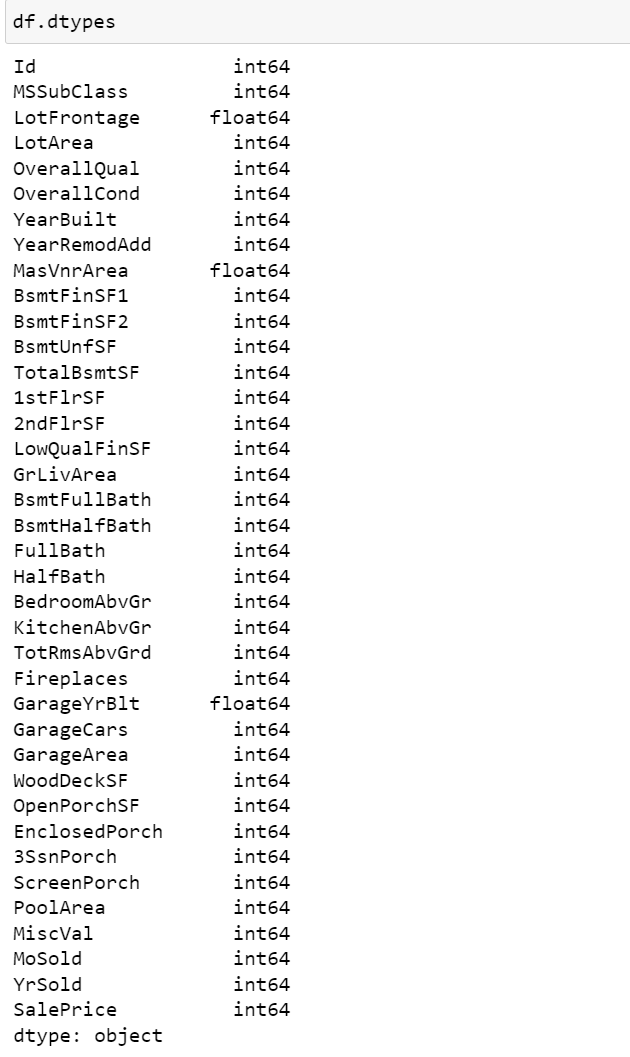 df.dtypes
Id                 int64
MSSubClass         int64
LotFrontage      float64
LotArea            int64
OverallQual        int64
OverallCond        int64
YearBuilt          int64
YearRemodAdd       int64
MasVnrArea       float64
BsmtFinSF1         int64
BsmtFinSF2         int64
BsmtUnfSF          int64
TotalBsmtSF        int64
1stFlrSF           int64
2ndFlrSF           int64
LowQualFinSF       int64
GrLivArea          int64
BsmtFullBath       int64
BsmtHalfBath       int64
FullBath           int64
HalfBath           int64
BedroomAbvGr       int64
KitchenAbvGr       int64
TotRmsAbvGrd       int64
Fireplaces         int64
GarageYrBlt      float64
GarageCars         int64
GarageArea         int64
WoodDeckSF         int64
OpenPorchSF        int64
EnclosedPorch      int64
3SsnPorch          int64
ScreenPorch        int64
PoolArea           int64
MiscVal            int64
MoSold             int64
YrSold             int64
SalePrice          int64
dtype: object